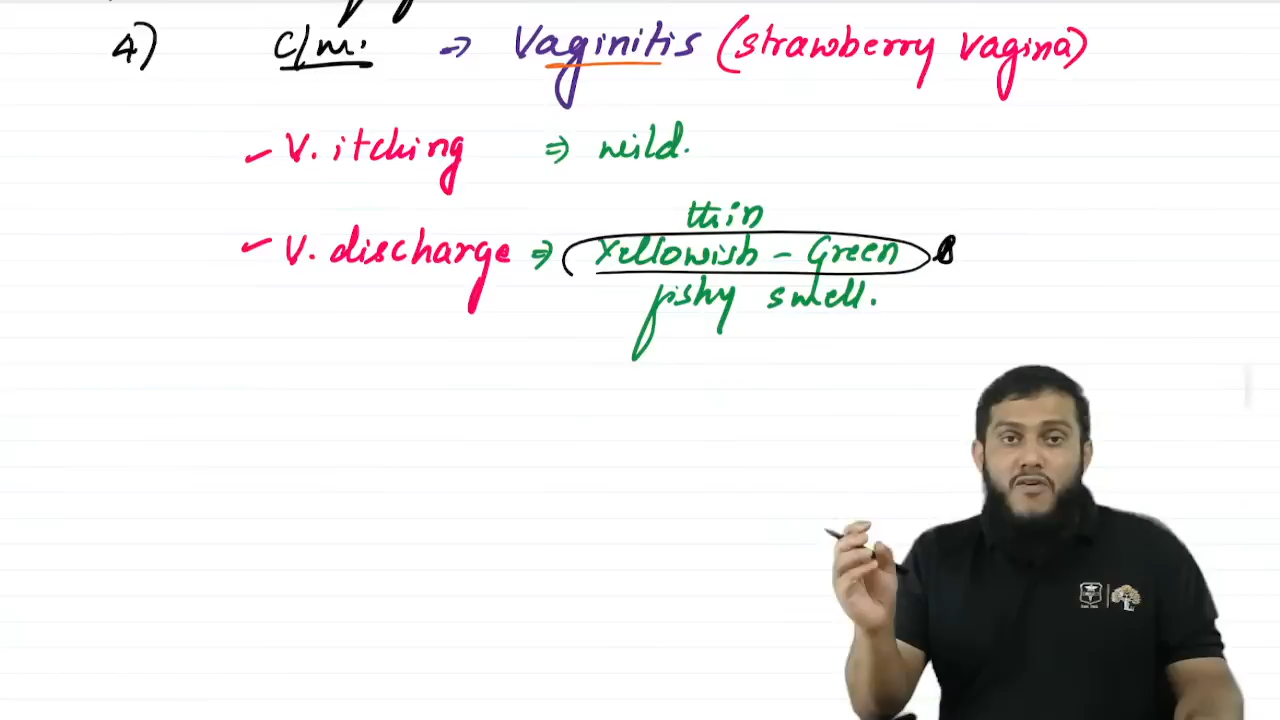 4) C/m. ⇒ Vaginitis (strawberry vagina)
✓ V. itching ⇒ mild.
thin
✓ V. discharge ⇒ Yellowish - Green
fishy smell.